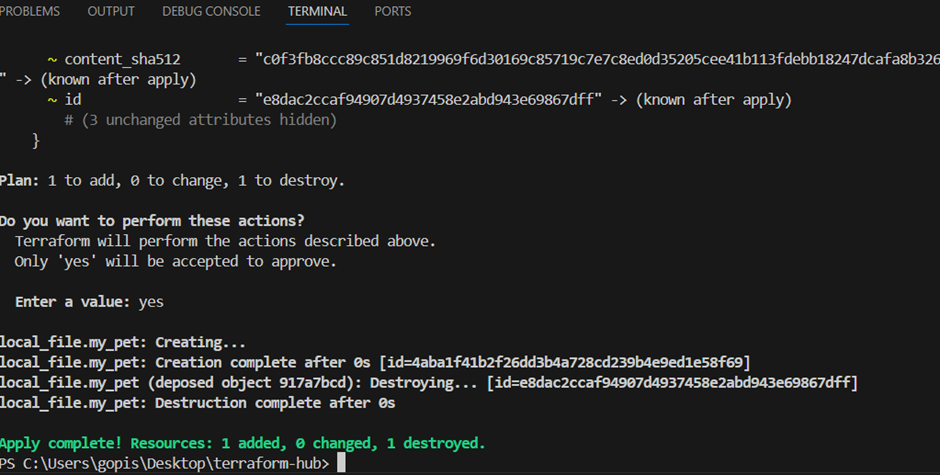 PROBLEMS OUTPUT DEBUG CONSOLE TERMINAL PORTS
~ content_sha512 = "c0f3fb8ccc89c851d8219969f6d30169c85719c7e7c8ed0d35205cee41b113fdebb18247dcafa8b326
" -> (known after apply)
~ id = "e8dac2ccaf94907d4937458e2abd943e69867dff" -> (known after apply)
# (3 unchanged attributes hidden)
}
Plan: 1 to add, 0 to change, 1 to destroy.
Do you want to perform these actions?
Terraform will perform the actions described above.
Only 'yes' will be accepted to approve.
Enter a value: yes
local_file.my_pet: Creating...
local_file.my_pet: Creation complete after 0s [id=4aba1f41b2f26dd3b4a728cd239b4e9ed1e58f69]
local_file.my_pet (deposed object 917a7bcd): Destroying... [id=e8dac2ccaf94907d4937458e2abd943e69867dff]
local_file.my_pet: Destruction complete after 0s
Apply complete! Resources: 1 added, 0 changed, 1 destroyed.
PS C:\Users\gopis\Desktop\terraform-hub>